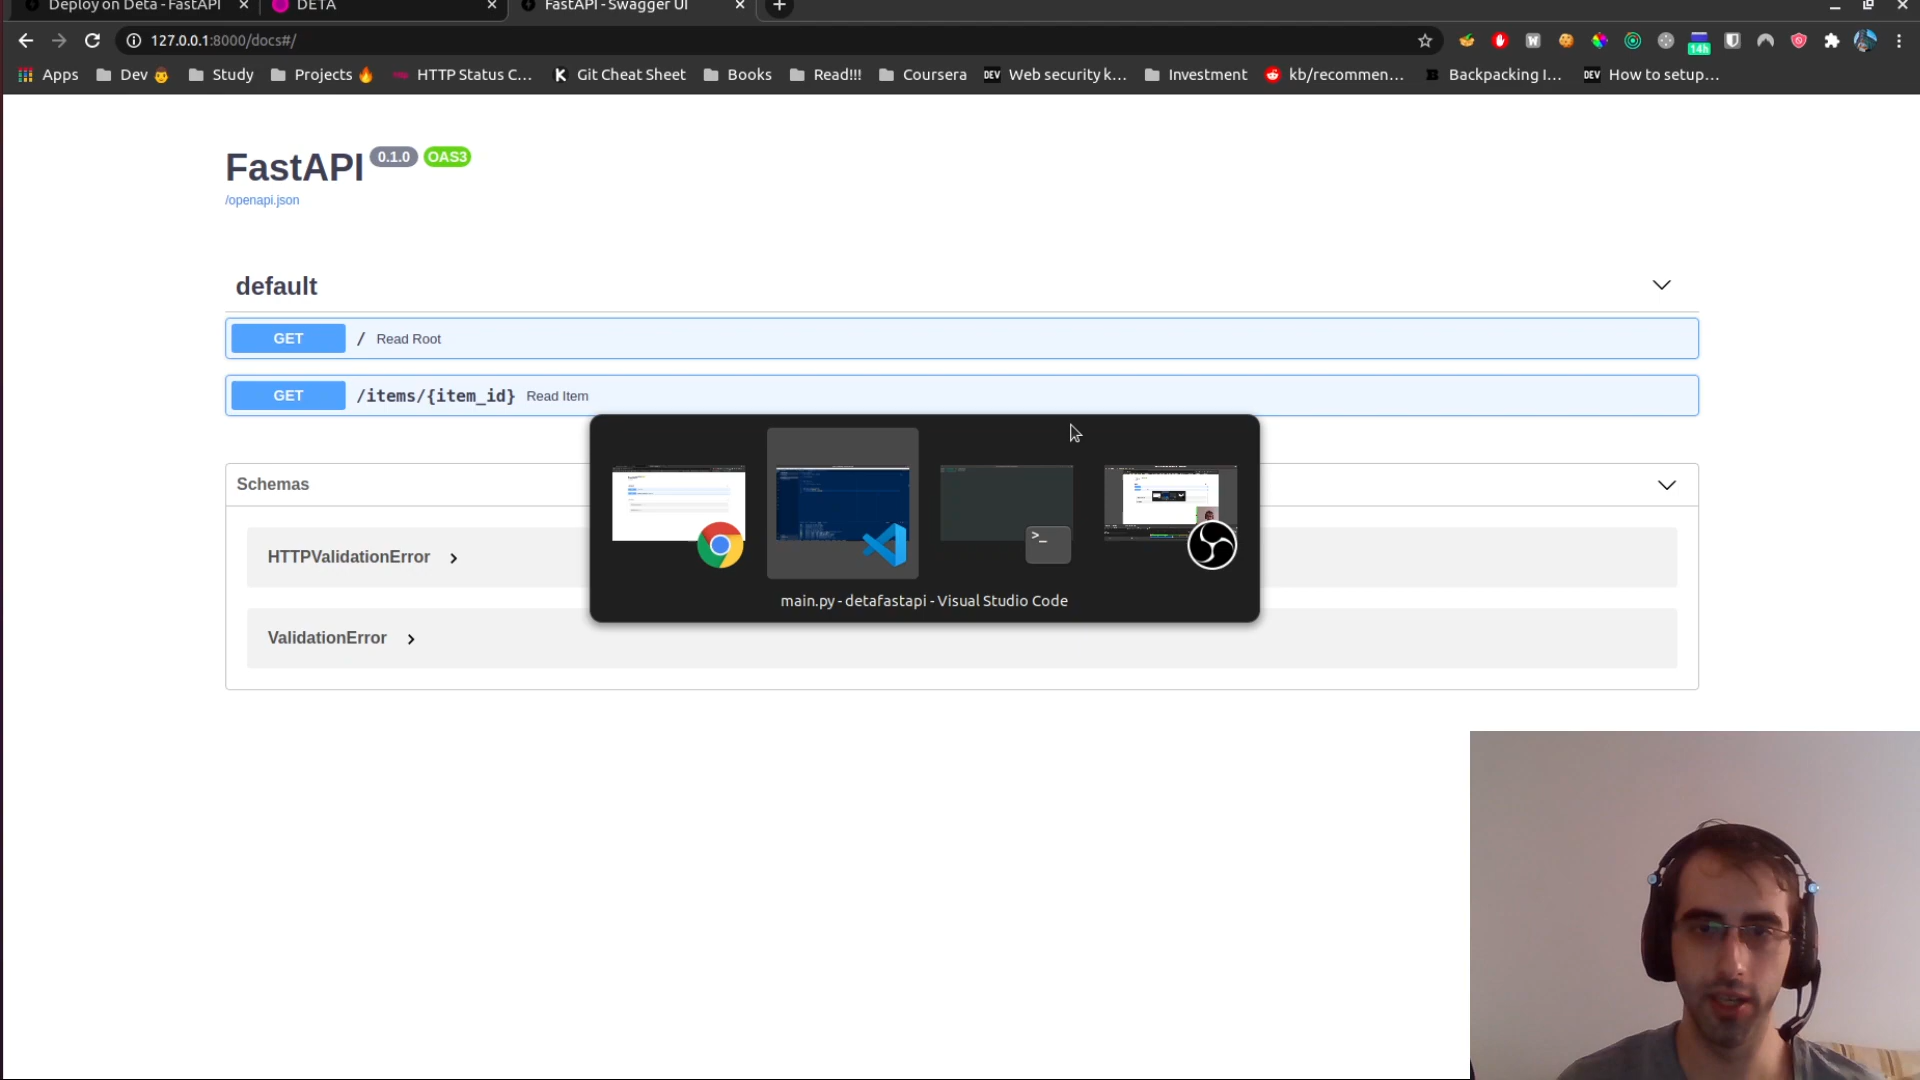 Deploy on Deta - FastAPI
DETA
FastAPI - Swagger UI
127.0.0.1:8000/docs#/
14h
Apps
Dev
Study
Projects
HTTP Status C...
K Git Cheat Sheet
Books
Read!!!
Coursera
DEV Web security k...
Investment
kb/recommen...
B Backpacking I...
DEV How to setup...
FastAPI 0.1.0 OAS3
/openapi.json
default
GET / Read Root
GET /items/{item_id} Read Item
Schemas
HTTPValidationError
>_
main.py - detafastapi - Visual Studio Code
ValidationError